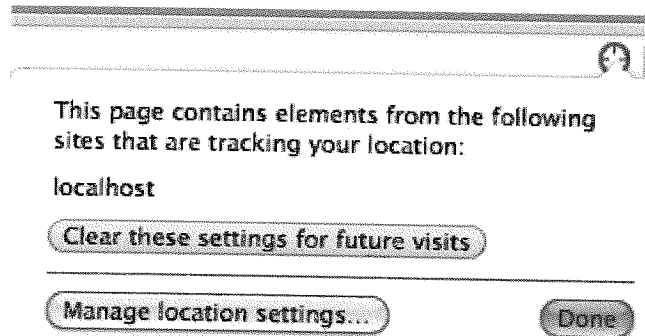 This page contains elements from the following
sites that are tracking your location:
localhost
Clear these settings for future visits
Manage location settings...
Done